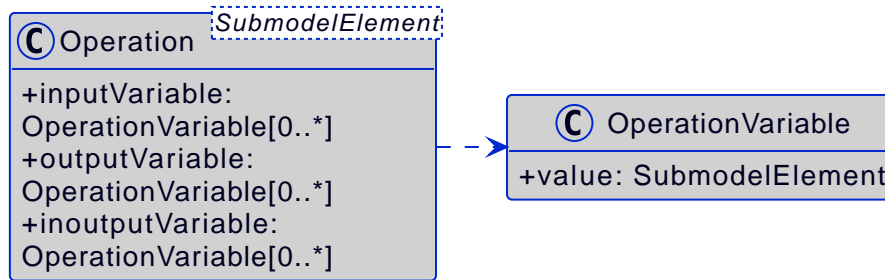 SubmodelElement
C Operation
+inputVariable:
OperationVariable[0..*]
+outputVariable:
OperationVariable[0..*]
+inoutputVariable:
OperationVariable[0..*]
C OperationVariable
+value: SubmodelElement